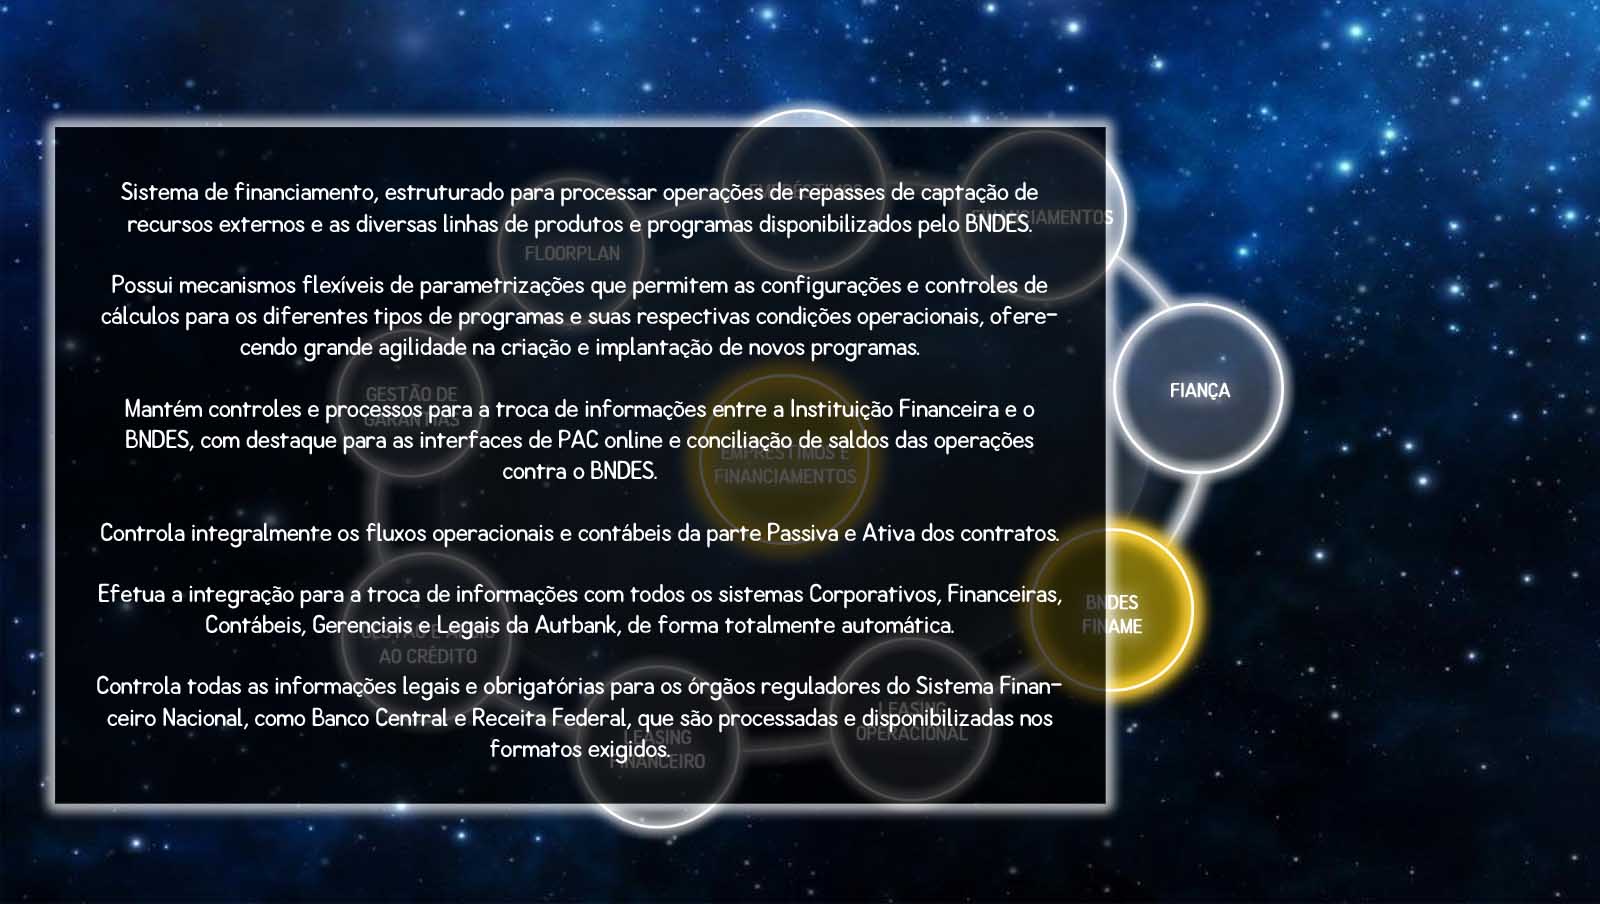 Sistema de financiamento, estruturado para processar operações de repasses de captação de
recursos externos e as diversas linhas de produtos e programas disponibilizados pelo BNDES.
Possui mecanismos flexíveis de parametrizações que permitem as configurações e controles de
cálculos para os diferentes tipos de programas e suas respectivas condições operacionais, ofere-
cendo grande agilidade na criação e implantação de novos programas.
Mantém controles e processos para a troca de informações entre a Instituição Financeira e o
BNDES, com destaque para as interfaces de PAC online e conciliação de saldos das operações
contra o BNDES.
Controla integralmente os fluxos operacionais e contábeis da parte Passiva e Ativa dos contratos.
Efetua a integração para a troca de informações com todos os sistemas Corporativos, Financeiras,
Contábeis, Gerenciais e Legais da Autbank, de forma totalmente automática.
Controla todas as informações legais e obrigatórias para os órgãos reguladores do Sistema Finan-
ceiro Nacional, como Banco Central e Receita Federal, que são processadas e disponibilizadas nos
formatos exigidos.
EMPRÉSTIMOS
FINANCIAMENTOS
FLOORPLAN
FIANÇA
GESTÃO DE
GARANTIAS
EMPRÉSTIMOS E
FINANCIAMENTOS
BNDES
FINAME
GESTÃO E APOIO
AO CRÉDITO
LEASING
OPERACIONAL
LEASING
FINANCEIRO